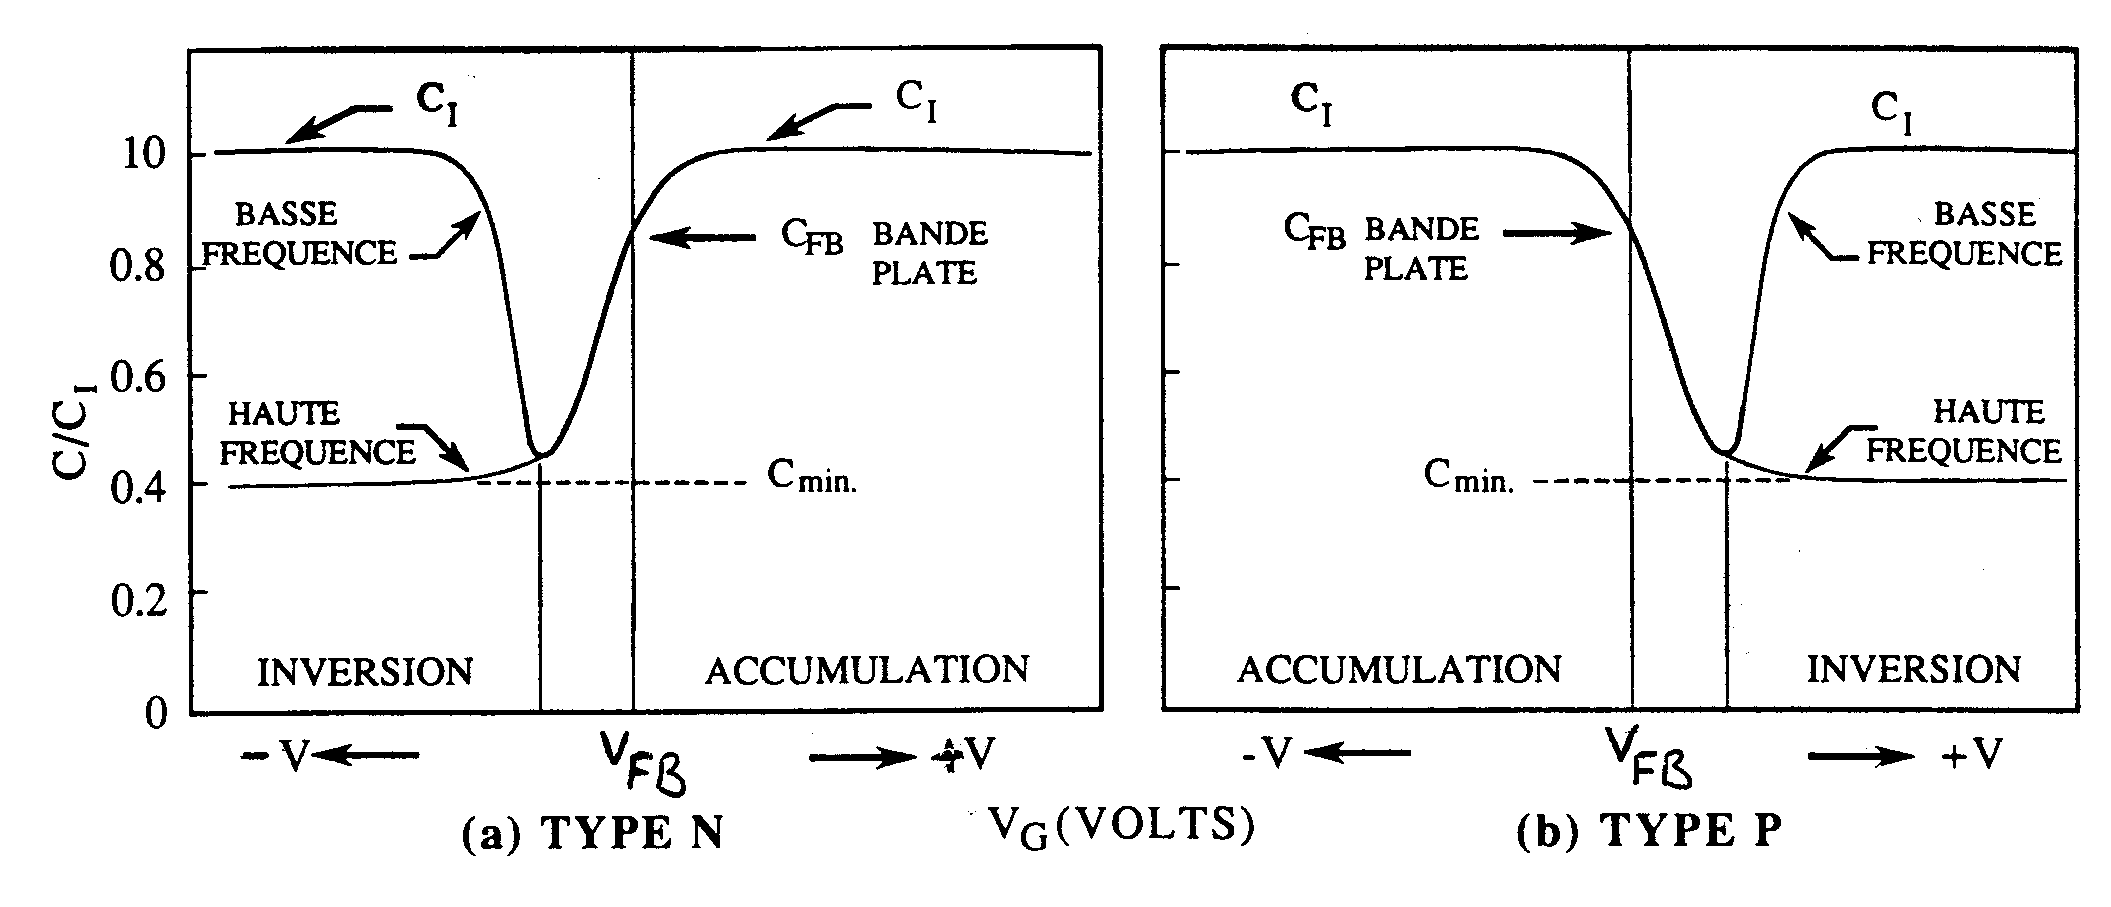 C_I
C_I
10
BASSE
FREQUENCE
C_FB BANDE
PLATE
0.8
C/C_I
0.6
HAUTE
FREQUENCE
C_min.
0.4
0.2
INVERSION
ACCUMULATION
0
- V
V_FB
+V
(a) TYPE N
V_G (VOLTS)
C_I
C_I
C_FB BANDE
PLATE
BASSE
FREQUENCE
HAUTE
FREQUENCE
C_min.
ACCUMULATION
INVERSION
-V
V_FB
+V
(b) TYPE P